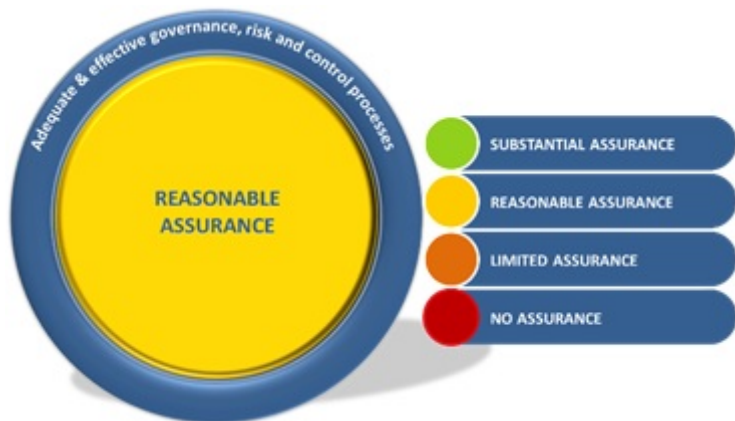 Adequate & effective governance, risk and control processes
REASONABLE
ASSURANCE
SUBSTANTIAL ASSURANCE
REASONABLE ASSURANCE
LIMITED ASSURANCE
NO ASSURANCE